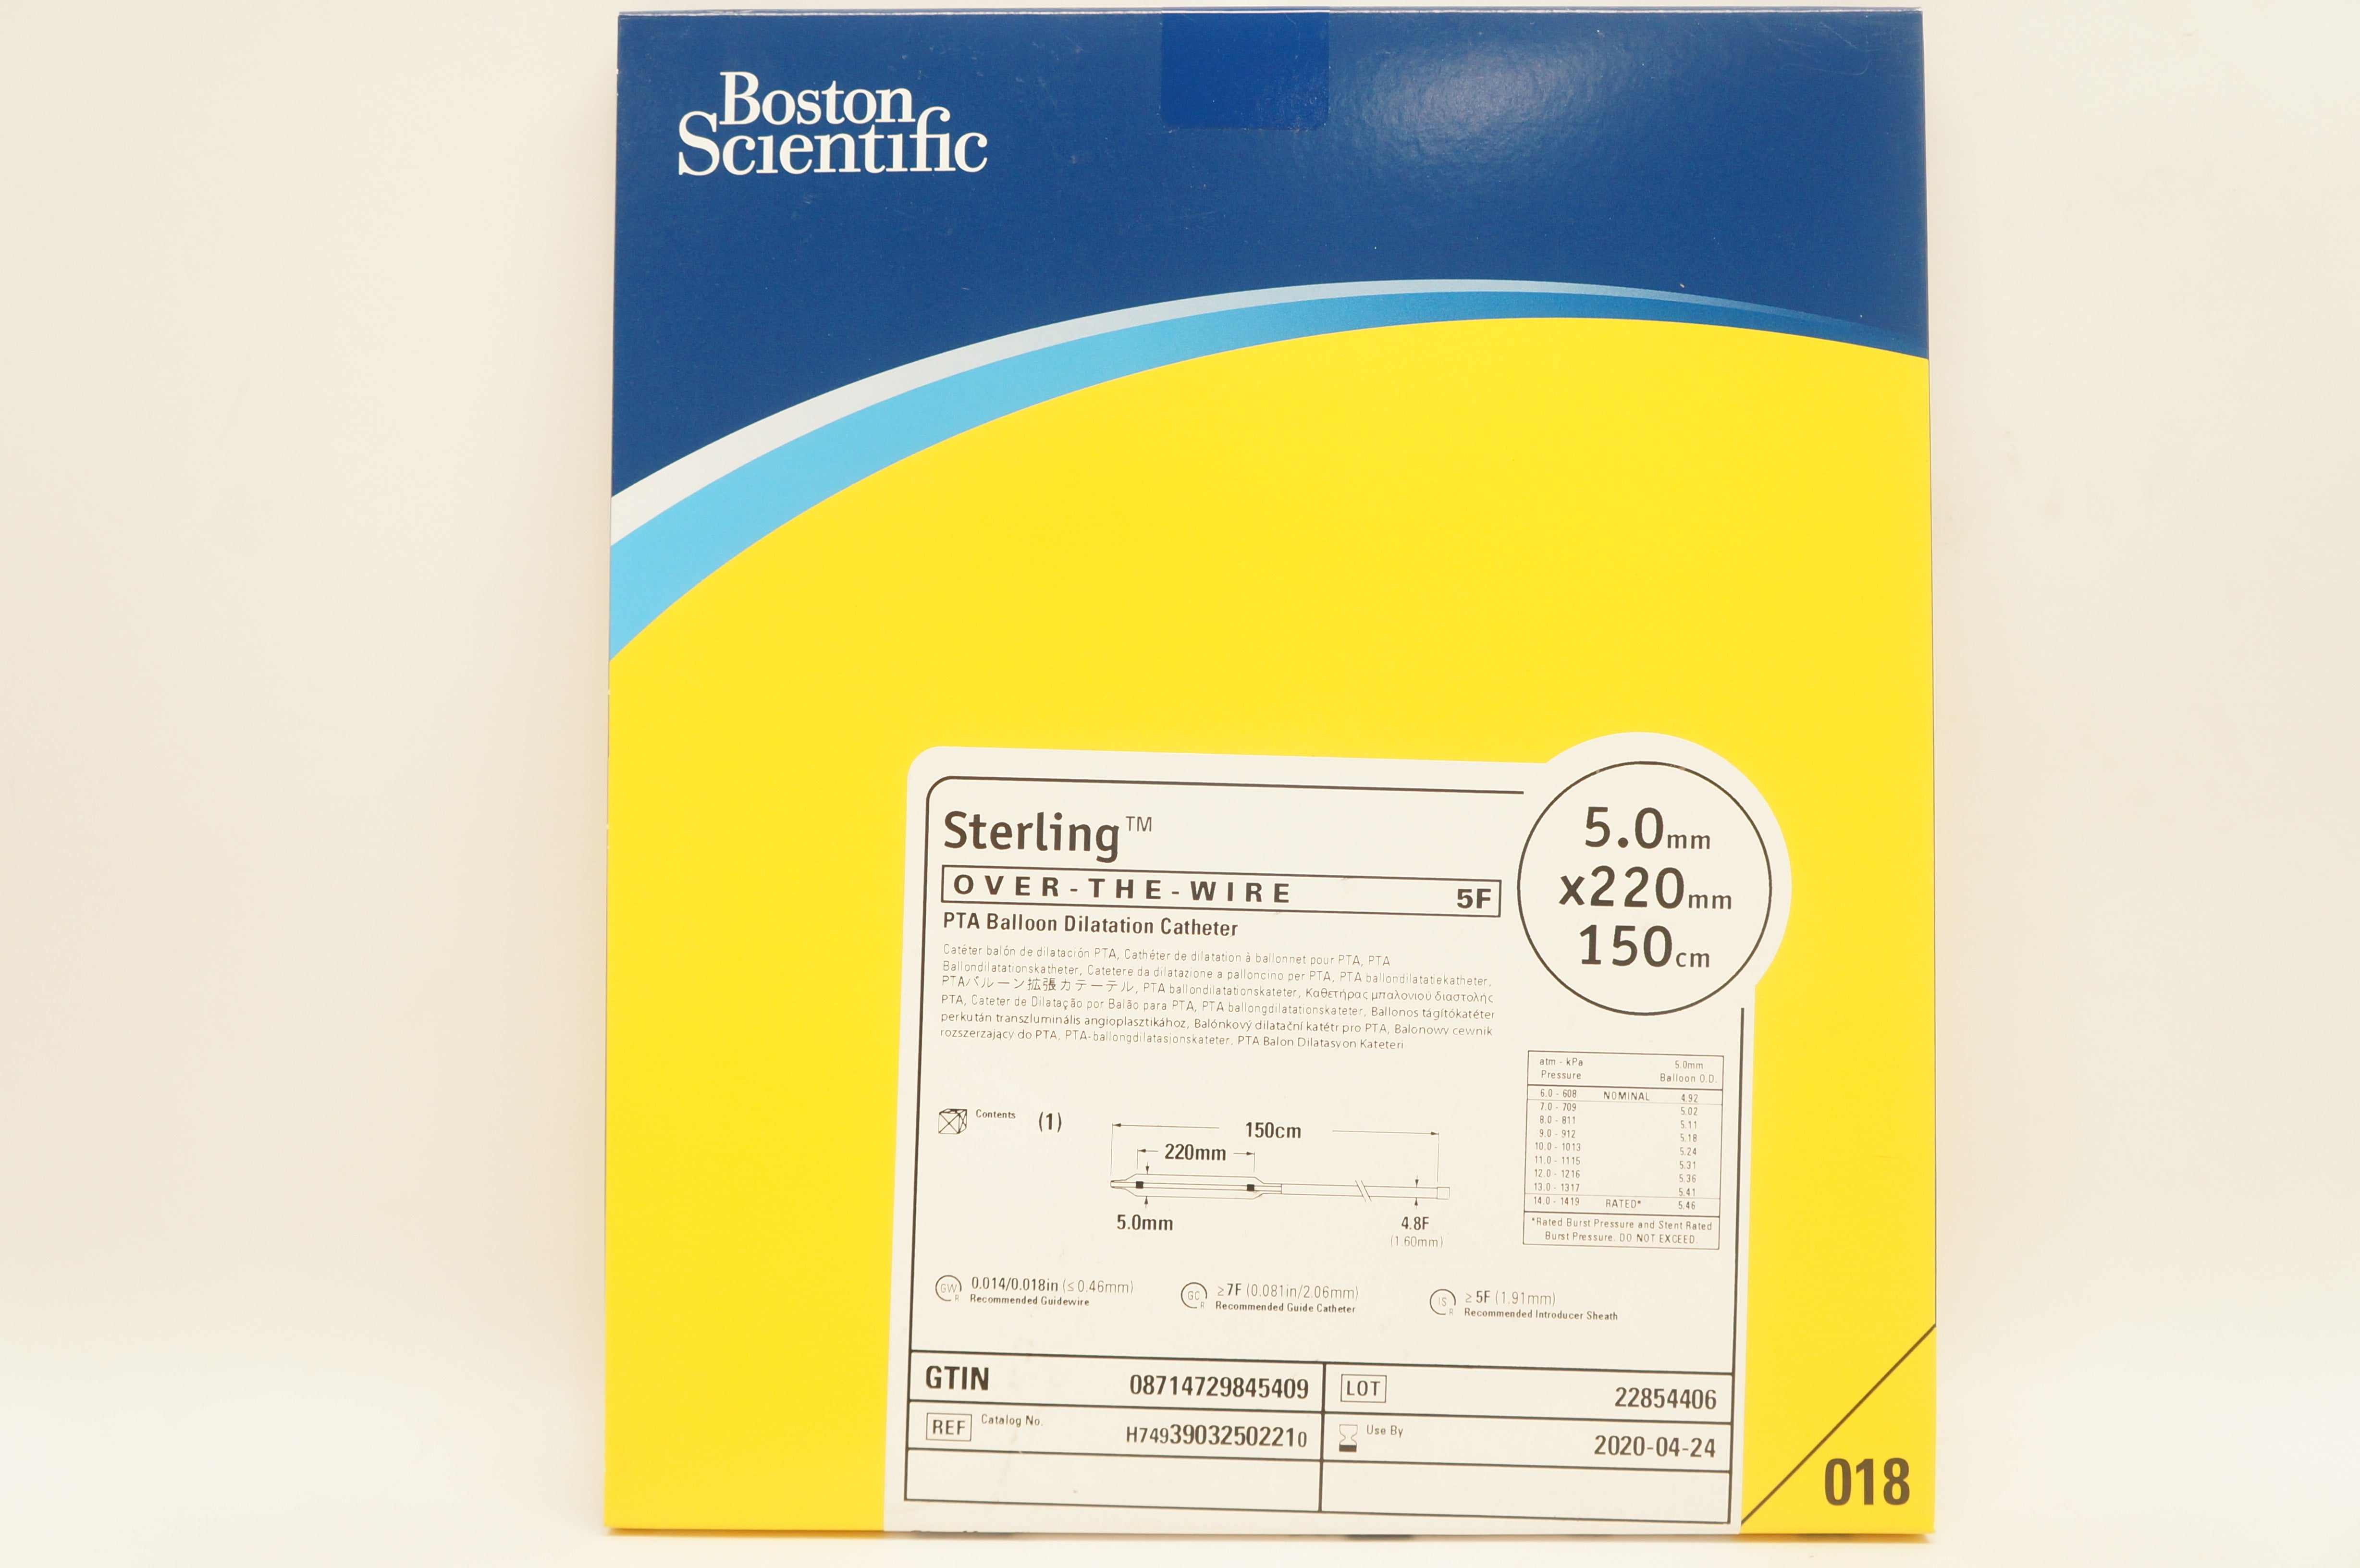 Boston
Scientific
Sterling™
OVER-THE-WIRE 5F
PTA Balloon Dilatation Catheter
Catéter balón de dilatación PTA, Cathéter de dilatation à ballonnet pour PTA, PTA
Ballondilatationskatheter, Catetere da dilatazione a palloncino per PTA, PTA ballondilatatiekatheter,
PTAバルーン拡張カテーテル, PTA ballondilatationskateter, Καθετήρας μπαλονιού διαστολής
PTA, Cateter de Dilatação por Balão para PTA, PTA ballongdilatationskateter, Ballonos tágítókatéter
perkután transzluminális angioplasztikához, Balónkový dilatační katétr pro PTA, Balonowy cewnik
rozszerzający do PTA, PTA-ballongdilatasjonskateter, PTA Balon Dilatasyon Kateteri
5.0mm
x220mm
150cm
Contents (1)
150cm
220mm
5.0mm
4.8F
(1.60mm)
atm - kPa 5.0mm
Pressure Balloon O.D.
6.0 - 608 NOMINAL 4.92
7.0 - 709 5.02
8.0 - 811 5.11
9.0 - 912 5.18
10.0 - 1013 5.24
11.0 - 1115 5.31
12.0 - 1216 5.36
13.0 - 1317 5.41
14.0 - 1419 RATED* 5.46
*Rated Burst Pressure and Stent Rated
Burst Pressure. DO NOT EXCEED.
GW R 0.014/0.018in (≤0.46mm)
Recommended Guidewire
GC R ≥7F (0.081in/2.06mm)
Recommended Guide Catheter
IS R ≥5F (1.91mm)
Recommended Introducer Sheath
GTIN 08714729845409
LOT 22854406
REF Catalog No. H74939032502210
Use By 2020-04-24
018